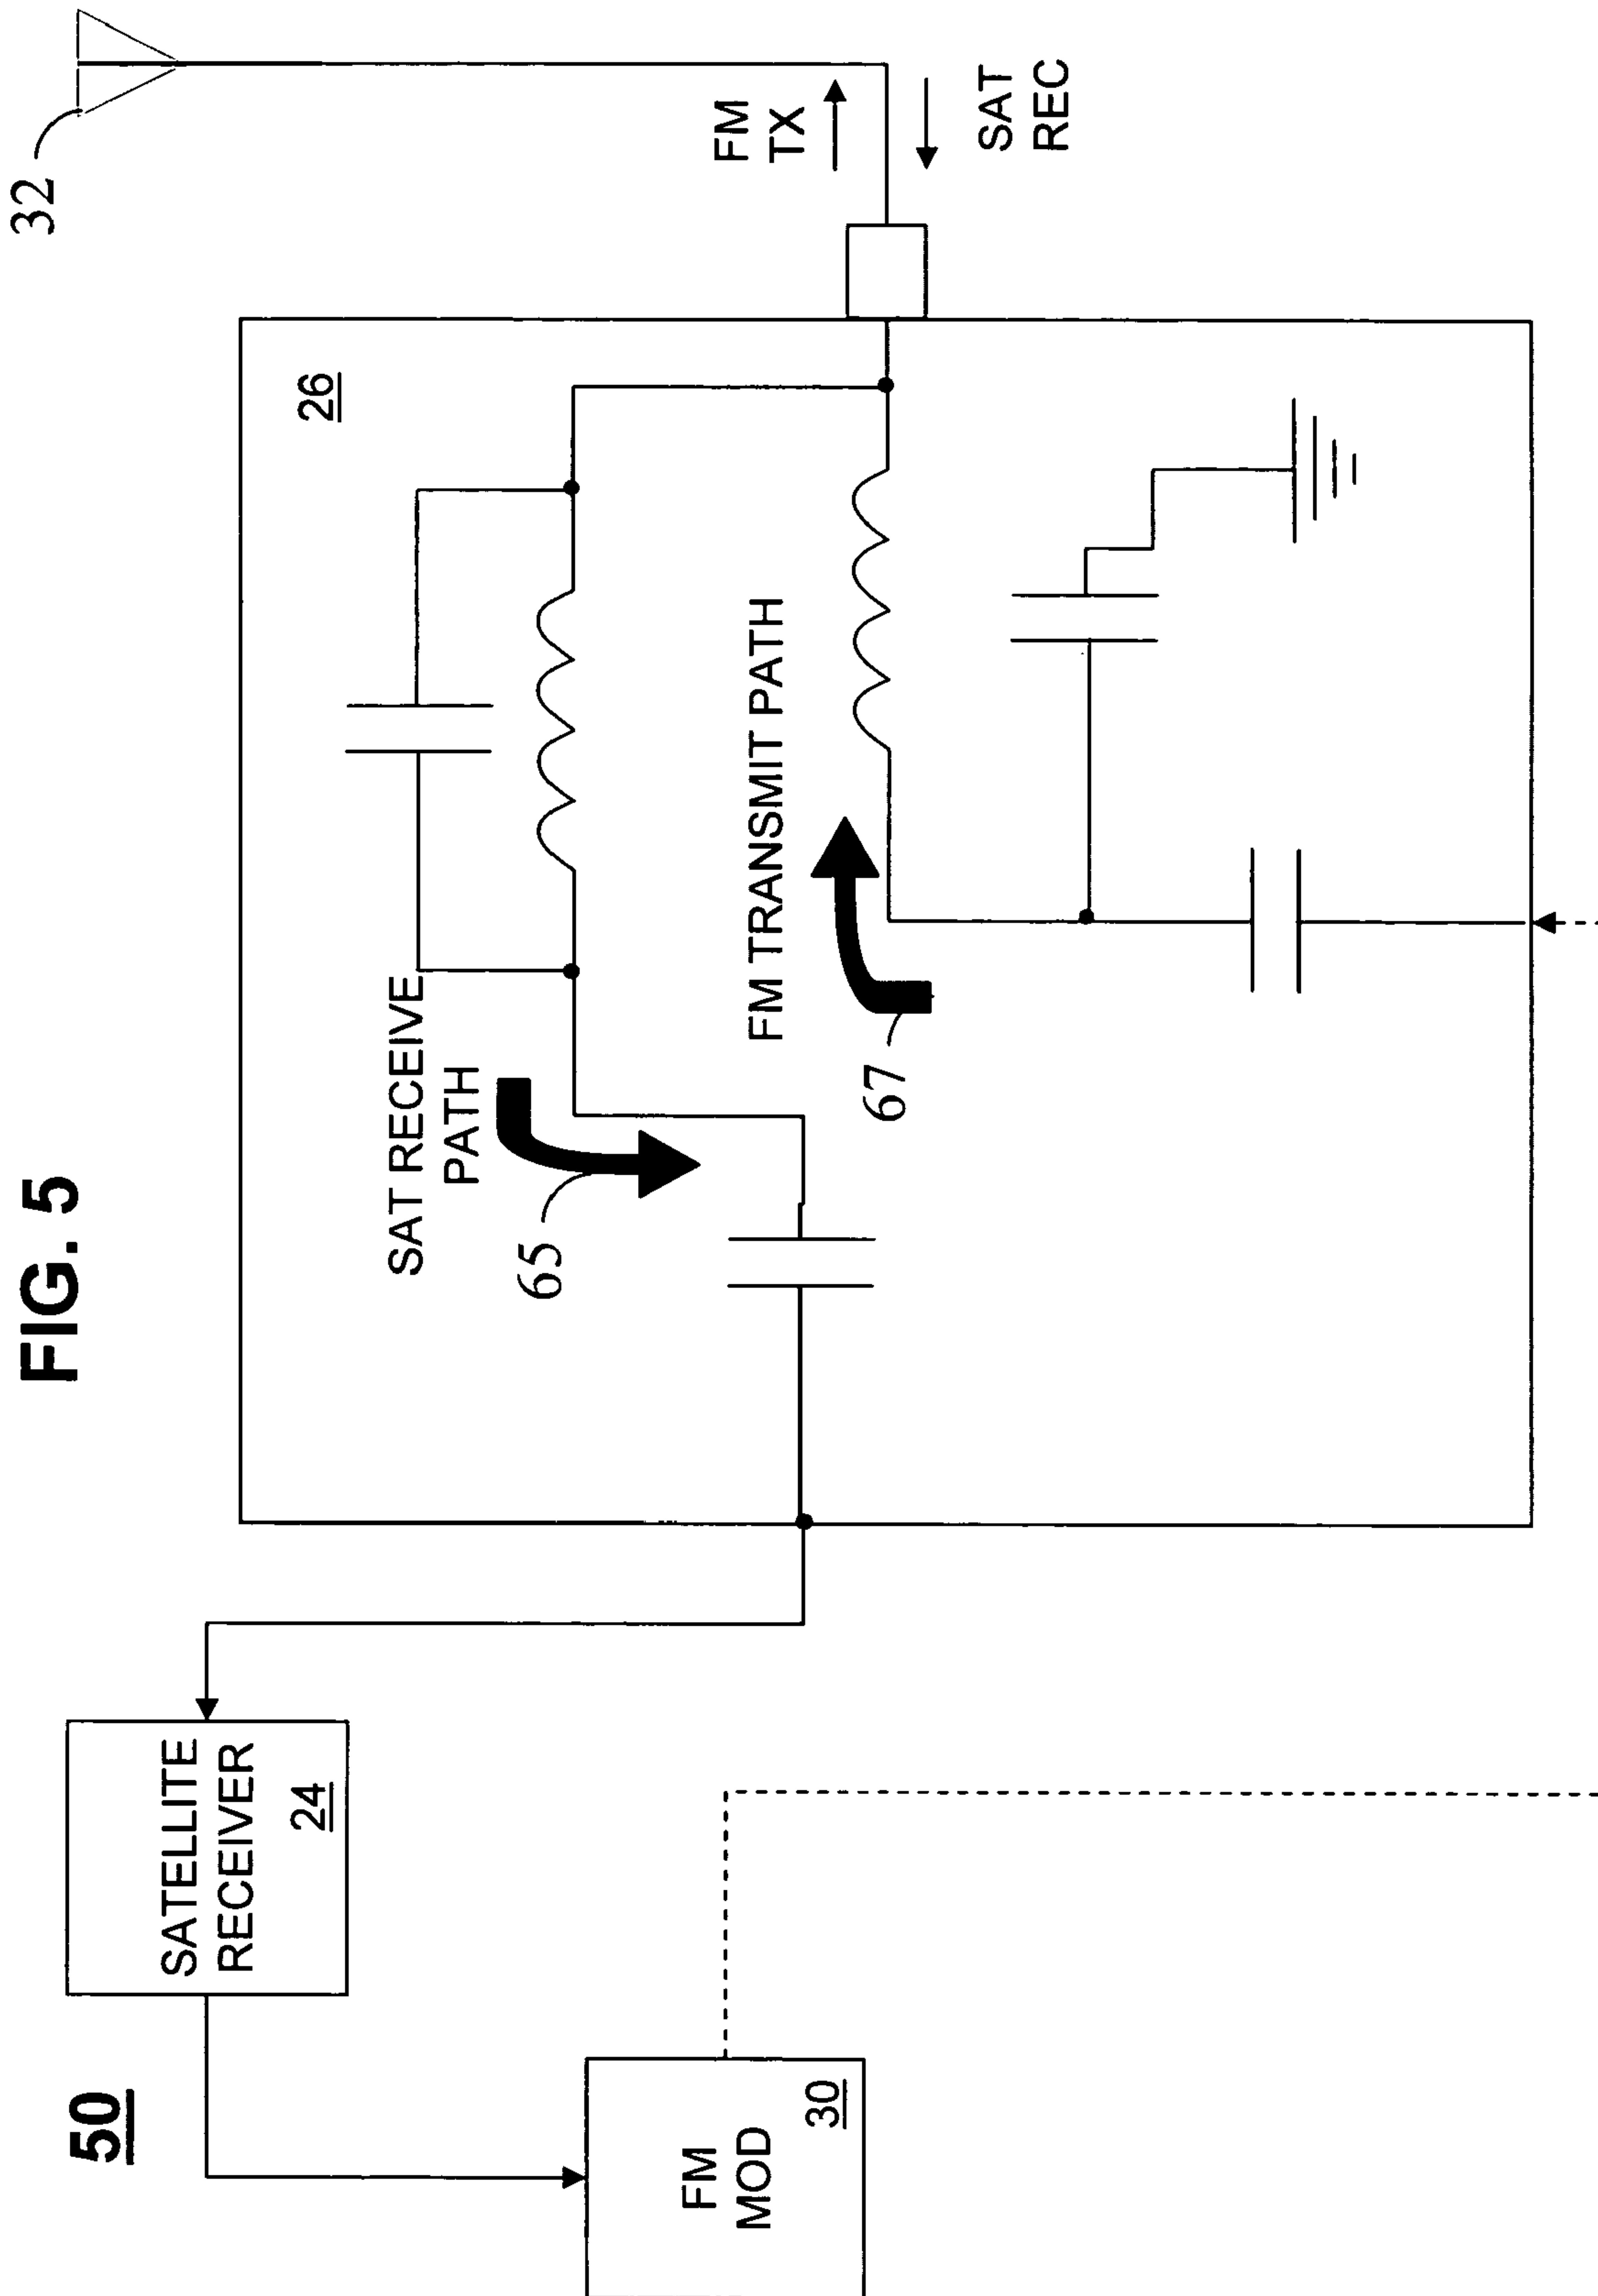 FIG. 5
50
SATELLITE
RECEIVER
24
FM
MOD
30
26
SAT RECEIVE
PATH
65
FM TRANSMIT PATH
67
32
FM
TX
SAT
REC